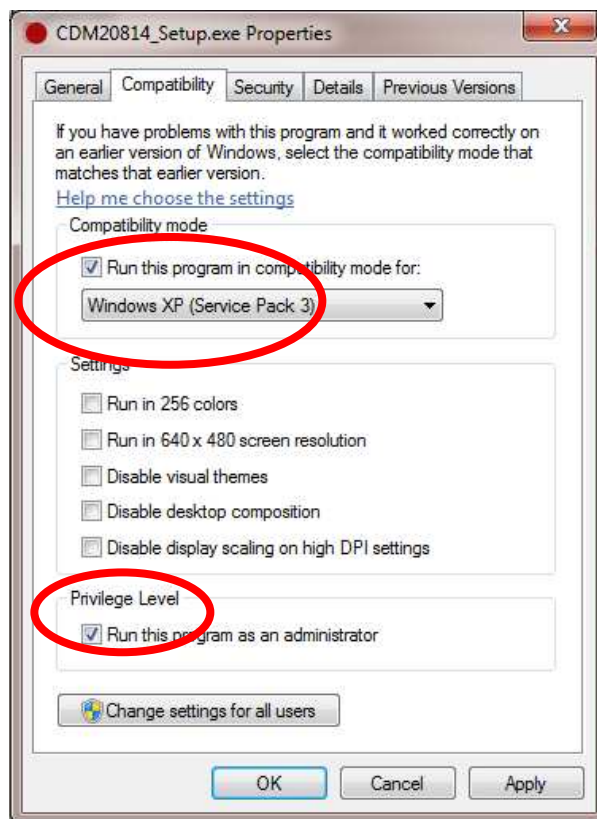 CDM20814_Setup.exe Properties
General Compatibility Security Details Previous Versions
If you have problems with this program and it worked correctly on
an earlier version of Windows, select the compatibility mode that
matches that earlier version.
Help me choose the settings
Compatibility mode
Run this program in compatibility mode for:
Windows XP (Service Pack 3)
Settings
Run in 256 colors
Run in 640 x 480 screen resolution
Disable visual themes
Disable desktop composition
Disable display scaling on high DPI settings
Privilege Level
Run this program as an administrator
Change settings for all users
OK Cancel Apply